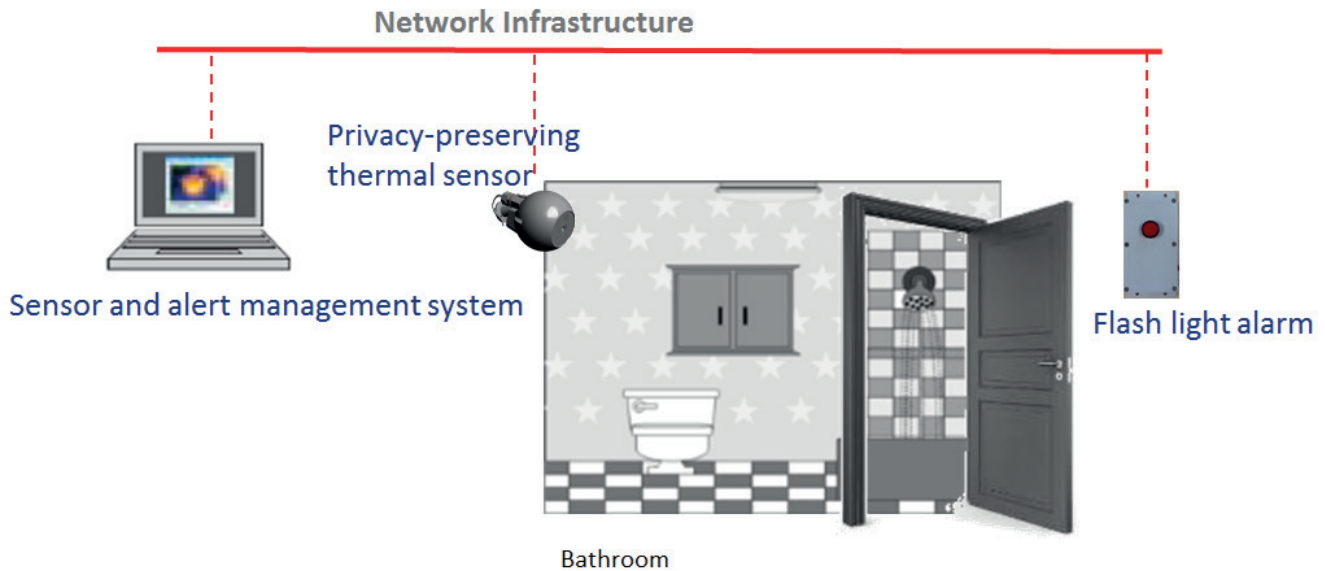 Network Infrastructure
Privacy-preserving
thermal sensor
Sensor and alert management system
Flash light alarm
Bathroom